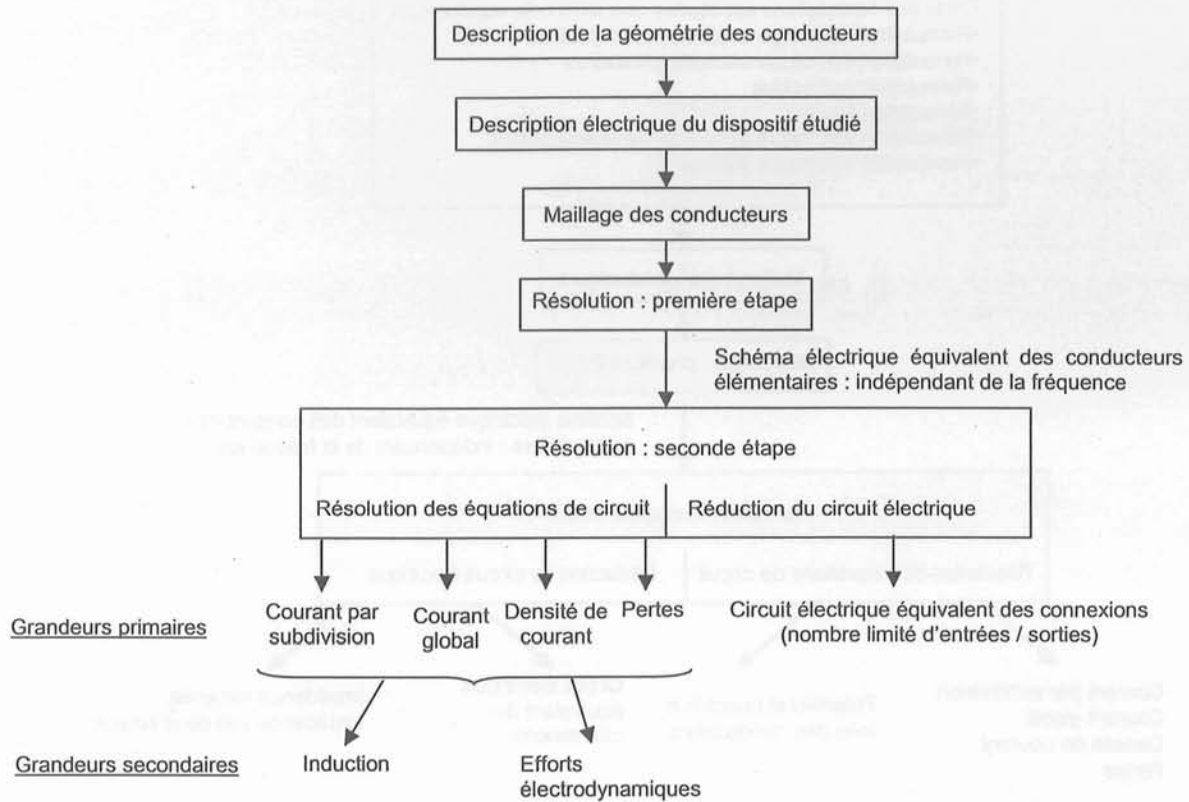 Description de la géométrie des conducteurs
Description électrique du dispositif étudié
Maillage des conducteurs
Résolution : première étape
Schéma électrique équivalent des conducteurs
élémentaires : indépendant de la fréquence
Résolution : seconde étape
Résolution des équations de circuit
Réduction du circuit électrique
Grandeurs primaires
Courant par
subdivision
Courant
global
Densité de
courant
Pertes
Circuit électrique équivalent des connexions
(nombre limité d'entrées / sorties)
Grandeurs secondaires
Induction
Efforts
électrodynamiques